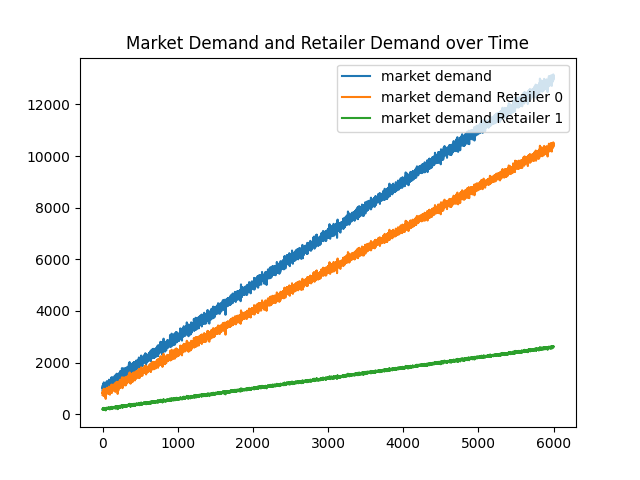 Market Demand and Retailer Demand over Time
market demand
market demand Retailer 0
market demand Retailer 1
12000
10000
8000
6000
4000
2000
0
0 1000 2000 3000 4000 5000 6000